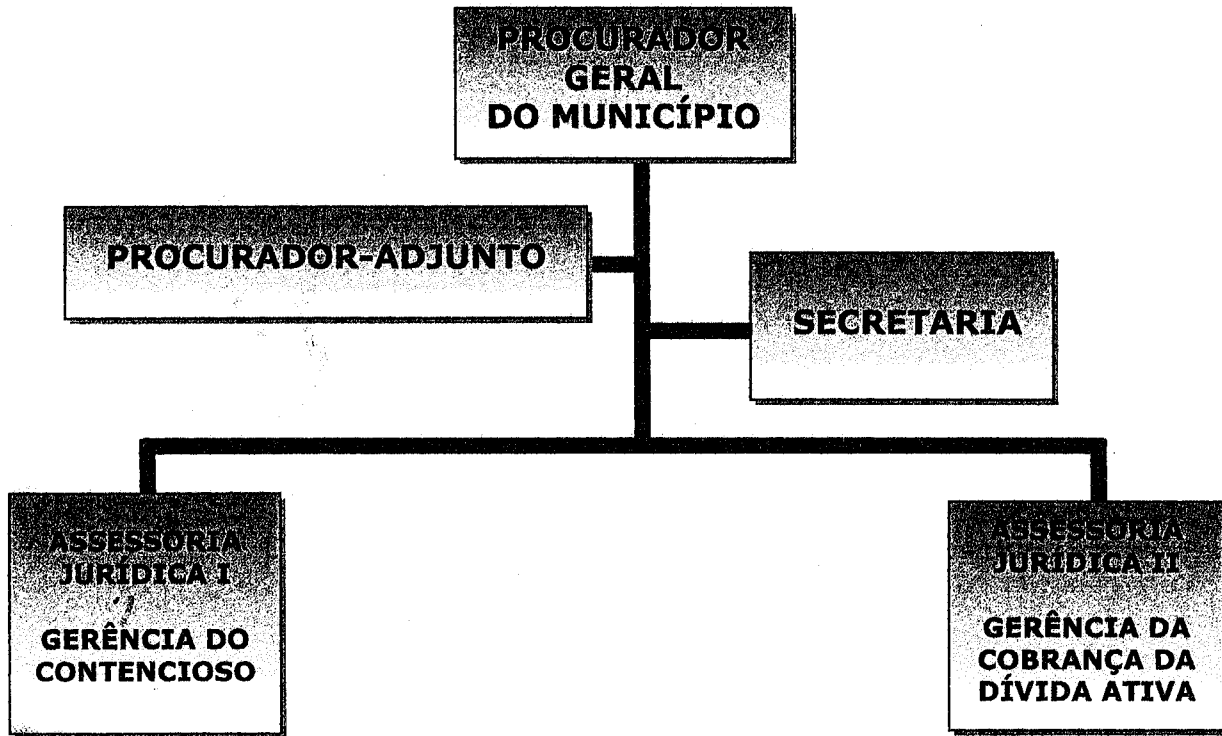 PROCURADOR
GERAL
DO MUNICÍPIO
PROCURADOR-ADJUNTO
SECRETARIA
ASSESSORIA
JURÍDICA I
GERÊNCIA DO
CONTENCIOSO
ASSESSORIA
JURÍDICA II
GERÊNCIA DA
COBRANÇA DA
DÍVIDA ATIVA